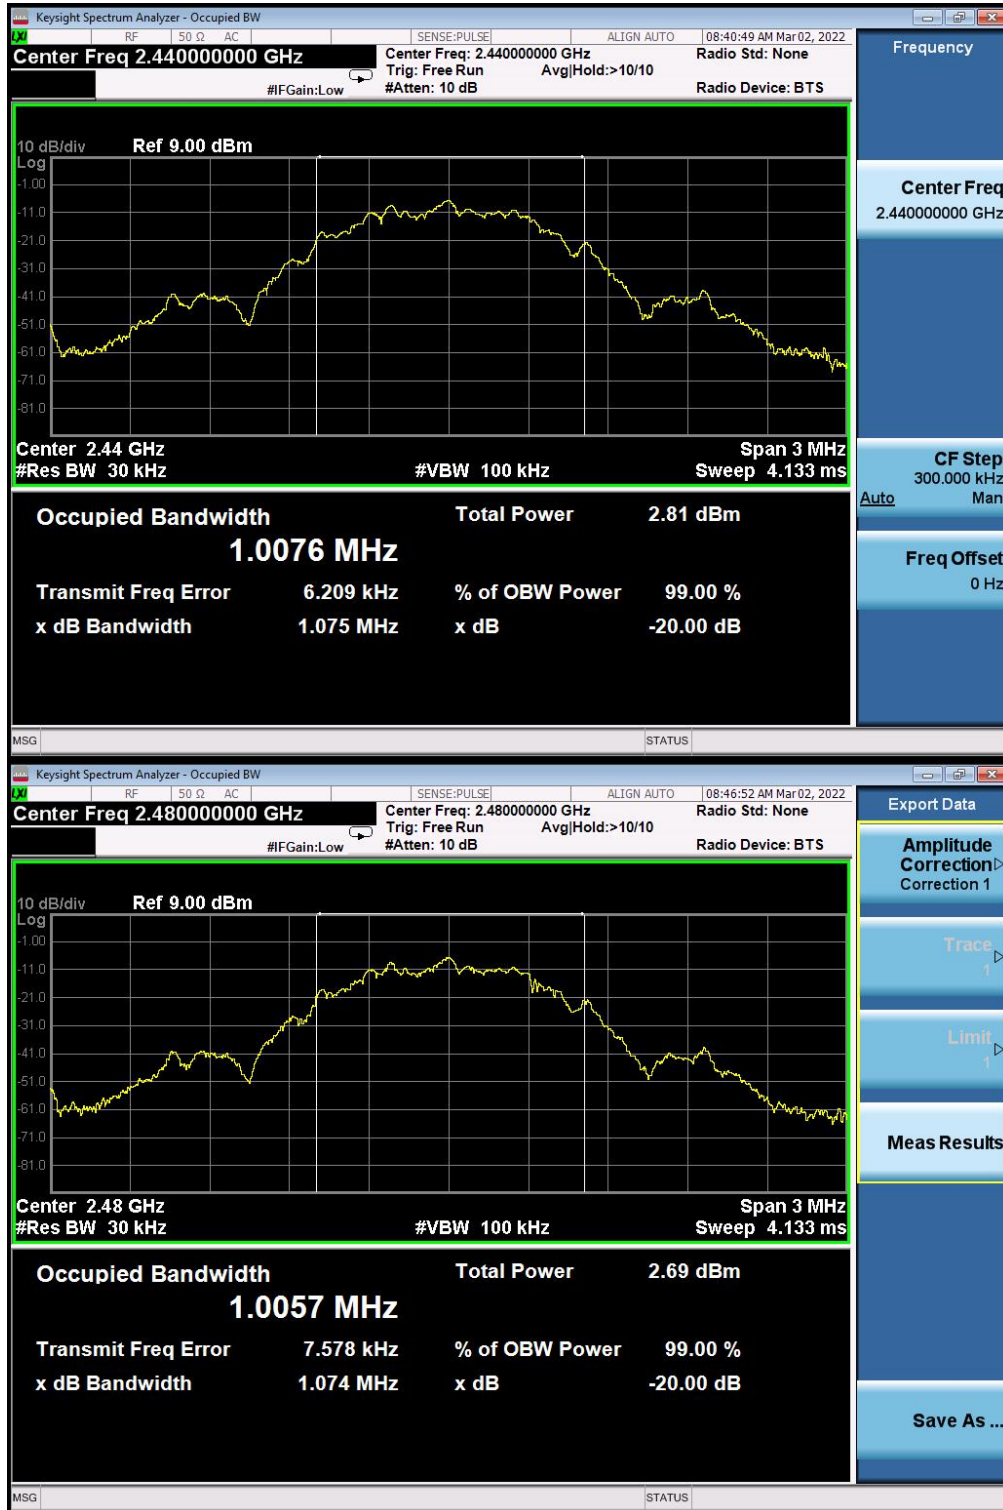 Keysight Spectrum Analyzer - Occupied BW
LXI RF 50 Ω AC SENSE:PULSE ALIGN AUTO 08:40:49 AM Mar 02, 2022
Center Freq 2.440000000 GHz
Center Freq: 2.440000000 GHz Radio Std: None
Trig: Free Run Avg|Hold:>10/10
#IFGain:Low #Atten: 10 dB Radio Device: BTS
10 dB/div Ref 9.00 dBm
Log
-1.00
-11.0
-21.0
-31.0
-41.0
-51.0
-61.0
-71.0
-81.0
Center 2.44 GHz Span 3 MHz
#Res BW 30 kHz #VBW 100 kHz Sweep 4.133 ms
Occupied Bandwidth Total Power 2.81 dBm
1.0076 MHz
Transmit Freq Error 6.209 kHz % of OBW Power 99.00 %
x dB Bandwidth 1.075 MHz x dB -20.00 dB
MSG STATUS
Frequency
Center Freq
2.440000000 GHz
CF Step
300.000 kHz
Auto Man
Freq Offset
0 Hz
Keysight Spectrum Analyzer - Occupied BW
LXI RF 50 Ω AC SENSE:PULSE ALIGN AUTO 08:46:52 AM Mar 02, 2022
Center Freq 2.480000000 GHz
Center Freq: 2.480000000 GHz Radio Std: None
Trig: Free Run Avg|Hold:>10/10
#IFGain:Low #Atten: 10 dB Radio Device: BTS
10 dB/div Ref 9.00 dBm
Log
-1.00
-11.0
-21.0
-31.0
-41.0
-51.0
-61.0
-71.0
-81.0
Center 2.48 GHz Span 3 MHz
#Res BW 30 kHz #VBW 100 kHz Sweep 4.133 ms
Occupied Bandwidth Total Power 2.69 dBm
1.0057 MHz
Transmit Freq Error 7.578 kHz % of OBW Power 99.00 %
x dB Bandwidth 1.074 MHz x dB -20.00 dB
MSG STATUS
Export Data
Amplitude
Correction
Correction 1
Trace
1
Limit
1
Meas Results
Save As ...